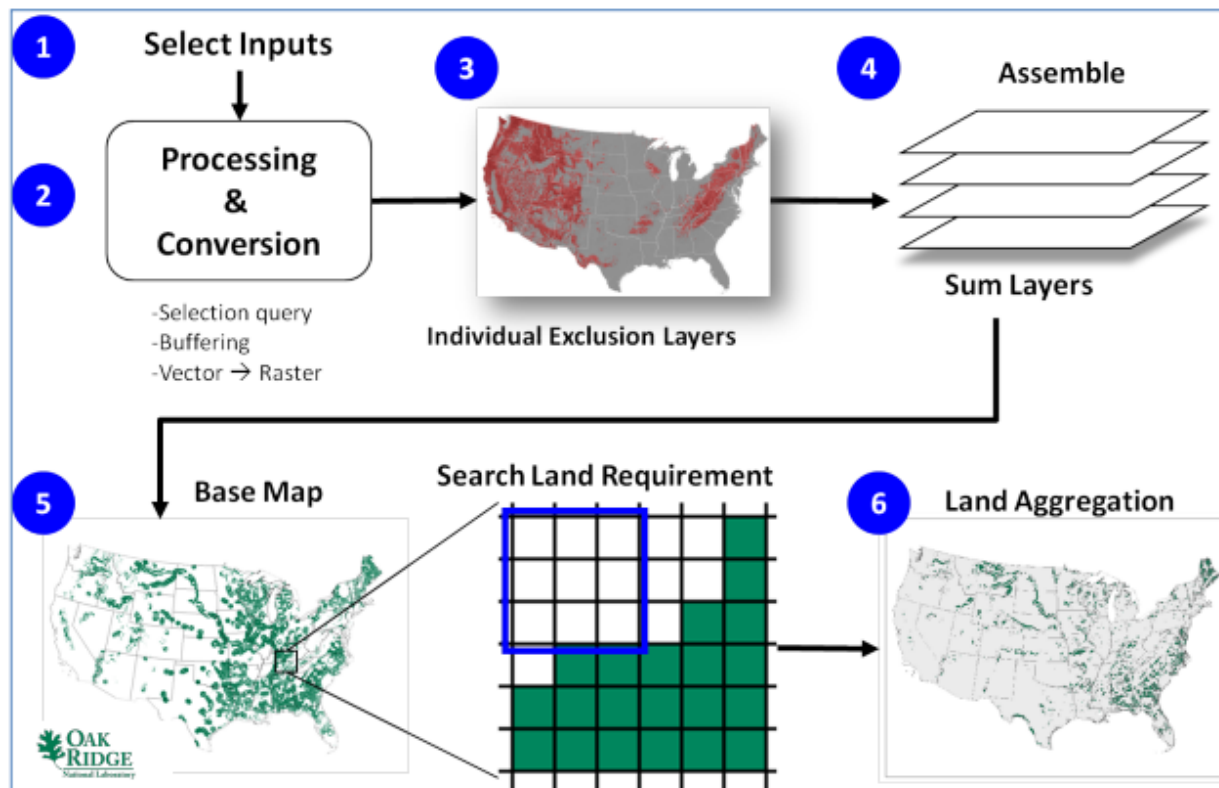 1
Select Inputs
2
Processing
&
Conversion
-Selection query
-Buffering
-Vector → Raster
3
Individual Exclusion Layers
4
Assemble
Sum Layers
5
Base Map
Search Land Requirement
6
Land Aggregation
OAK
RIDGE
National Laboratory